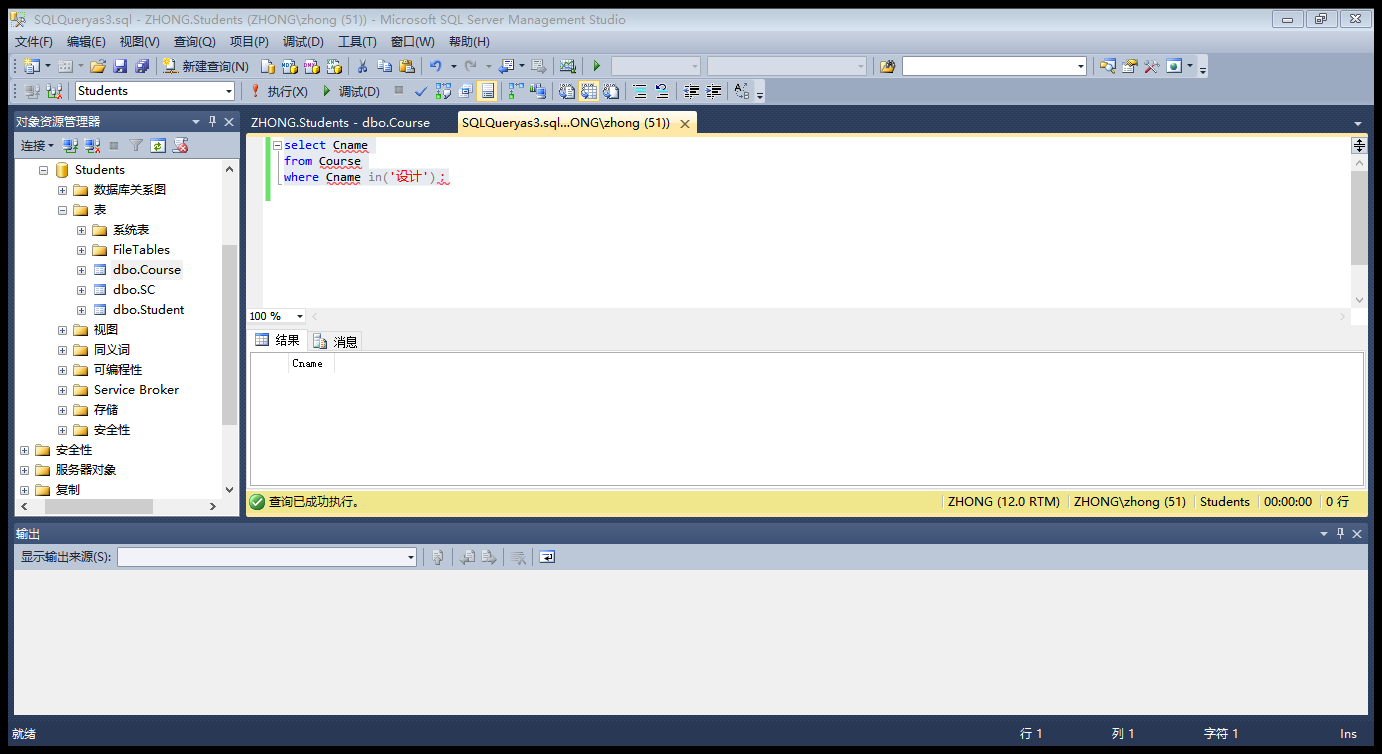 SQLQueryas3.sql - ZHONG.Students (ZHONG\zhong (51)) - Microsoft SQL Server Management Studio
文件(F) 编辑(E) 视图(V) 查询(Q) 项目(P) 调试(D) 工具(T) 窗口(W) 帮助(H)
新建查询(N)
Students 执行(X) 调试(D)
对象资源管理器
连接
Students
数据库关系图
表
系统表
FileTables
dbo.Course
dbo.SC
dbo.Student
视图
同义词
可编程性
Service Broker
存储
安全性
安全性
服务器对象
复制
ZHONG.Students - dbo.Course SQLQueryas3.sql...ONG\zhong (51))
select Cname
from Course
where Cname in('设计');
100 %
结果 消息
Cname
查询已成功执行。 ZHONG (12.0 RTM) ZHONG\zhong (51) Students 00:00:00 0 行
输出
显示输出来源(S):
就绪 行 1 列 1 字符 1 Ins